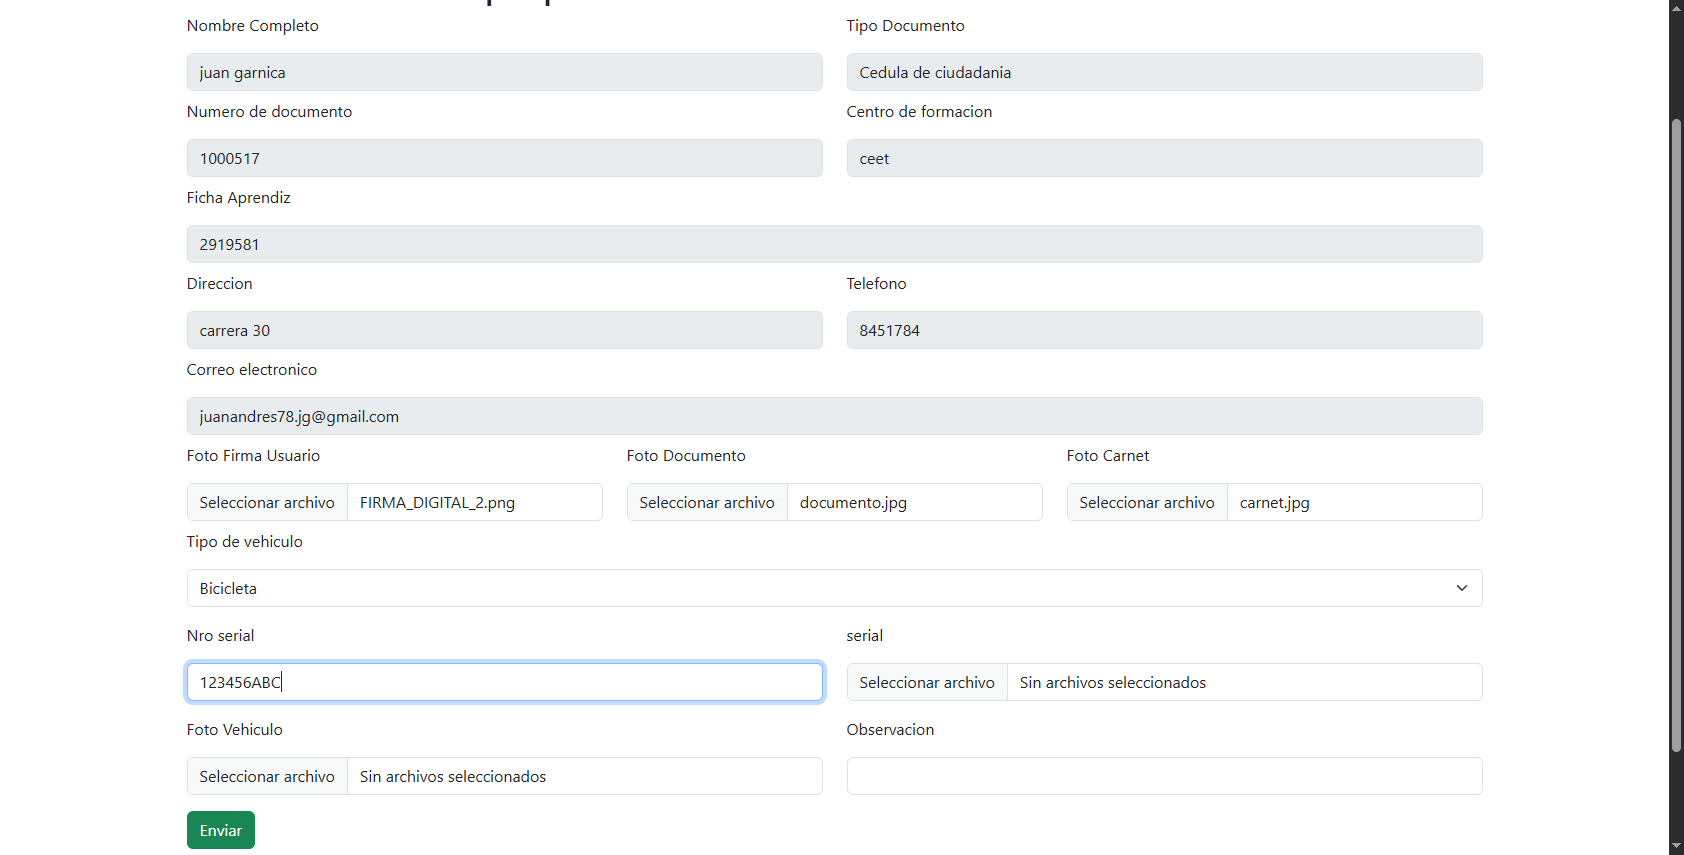 Nombre Completo
Tipo Documento
juan garnica
Cedula de ciudadania
Numero de documento
Centro de formacion
1000517
ceet
Ficha Aprendiz
2919581
Direccion
Telefono
carrera 30
8451784
Correo electronico
juanandres78.jg@gmail.com
Foto Firma Usuario
Foto Documento
Foto Carnet
Seleccionar archivo FIRMA_DIGITAL_2.png
Seleccionar archivo documento.jpg
Seleccionar archivo carnet.jpg
Tipo de vehiculo
Bicicleta
Nro serial
serial
123456ABC
Seleccionar archivo Sin archivos seleccionados
Foto Vehiculo
Observacion
Seleccionar archivo Sin archivos seleccionados
Enviar